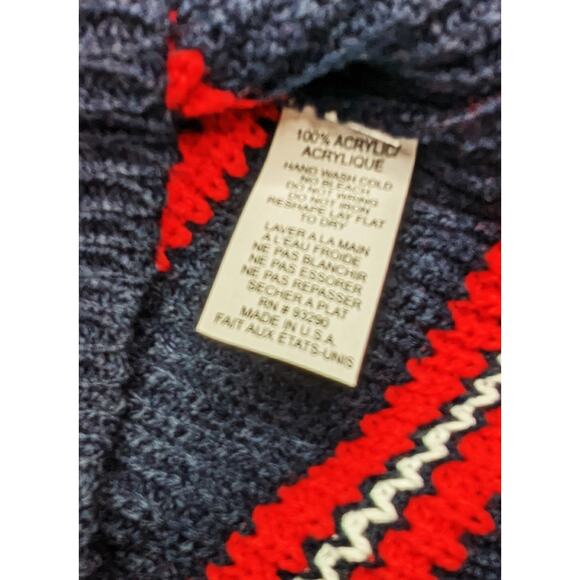 100% ACRYLIC/
ACRYLIQUE
HAND WASH COLD
NO BLEACH
DO NOT WRING
DO NOT IRON
RESHAPE LAY FLAT
TO DRY
LAVER A LA MAIN
A L'EAU FROIDE
NE PAS BLANCHIR
NE PAS ESSORER
NE PAS REPASSER
SECHER A PLAT
RN # 93290
MADE IN U.S.A.
FAIT AUX ETATS-UNIS